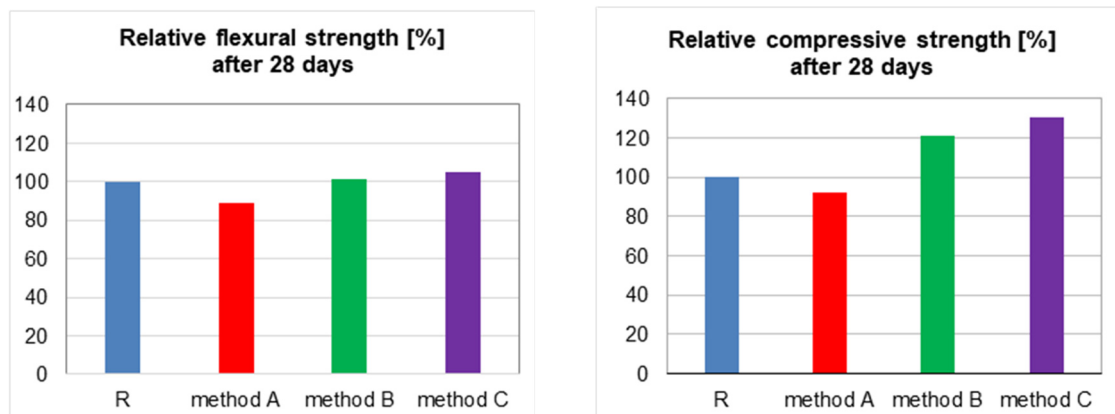 Relative flexural strength [%]
after 28 days
140
120
100
80
60
40
20
0
R method A method B method C
Relative compressive strength [%]
after 28 days
140
120
100
80
60
40
20
0
R method A method B method C